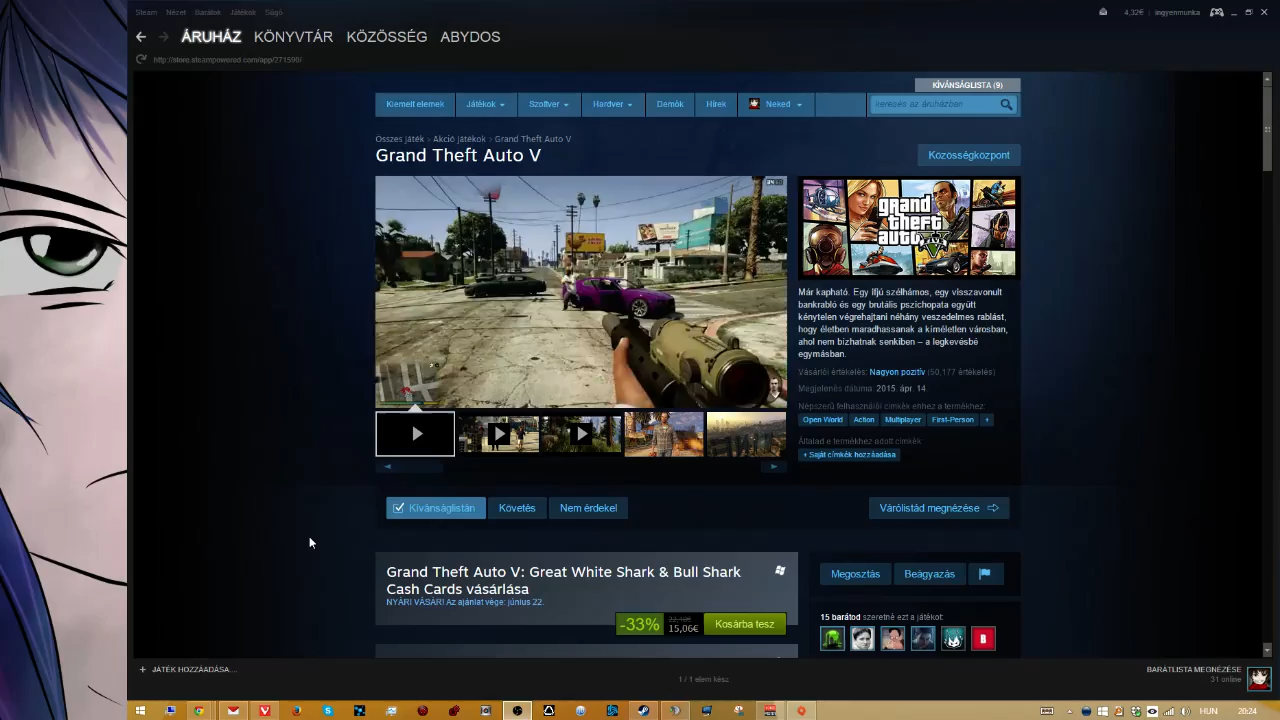 Steam Nézet Barátok Játékok Súgó
4,32€ ingyenmunka
ÁRUHÁZ KÖNYVTÁR KÖZÖSSÉG ABYDOS
http://store.steampowered.com/app/271590/
KÍVÁNSÁGLISTA (9)
Kiemelt elemek Játékok Szoftver Hardver Demók Hírek Neked keresés az áruházban
Összes játék > Akció játékok > Grand Theft Auto V
Grand Theft Auto V
Közösségközpont
grand
theft
auto
V
Már kapható. Egy ifjú szélhámos, egy visszavonult
bankrabló és egy brutális pszichopata együtt
kénytelen végrehajtani néhány veszedelmes rablást,
hogy életben maradhassanak a kíméletlen városban,
ahol nem bízhatnak senkiben – a legkevésbé
egymásban.
Vásárlói értékelés: Nagyon pozitív (50,177 értékelés)
Megjelenés dátuma: 2015. ápr. 14.
Népszerű felhasználói címkék ehhez a termékhez:
Open World Action Multiplayer First-Person +
Általad e termékhez adott címkék:
+ Saját címkék hozzáadása
Kívánságlistán Követés Nem érdekel Várólistád megnézése
Grand Theft Auto V: Great White Shark & Bull Shark
Cash Cards vásárlása
NYÁRI VÁSÁR! Az ajánlat vége: június 22.
-33% 15,06€ Kosárba tesz
Megosztás Beágyazás
15 barátod szeretné ezt a játékot:
B
+ JÁTÉK HOZZÁADÁSA...
1 / 1 elem kész
BARÁTLISTA MEGNÉZÉSE
31 online
HUN 20:24